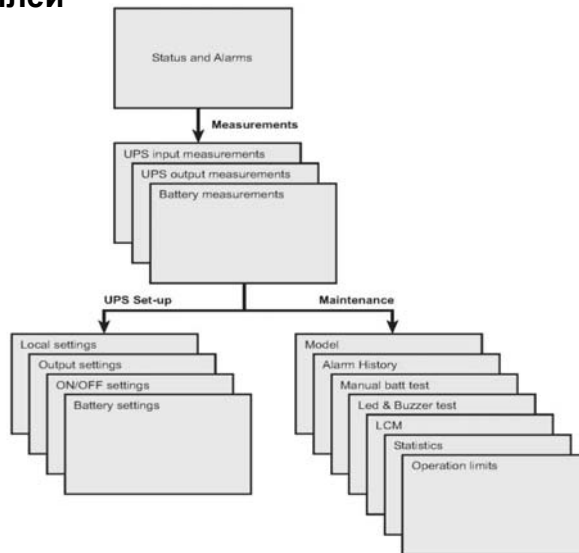 Status and Alarms
Measurements
UPS input measurements
UPS output measurements
Battery measurements
UPS Set-up
Maintenance
Local settings
Output settings
ON/OFF settings
Battery settings
Model
Alarm History
Manual batt test
Led & Buzzer test
LCM
Statistics
Operation limits